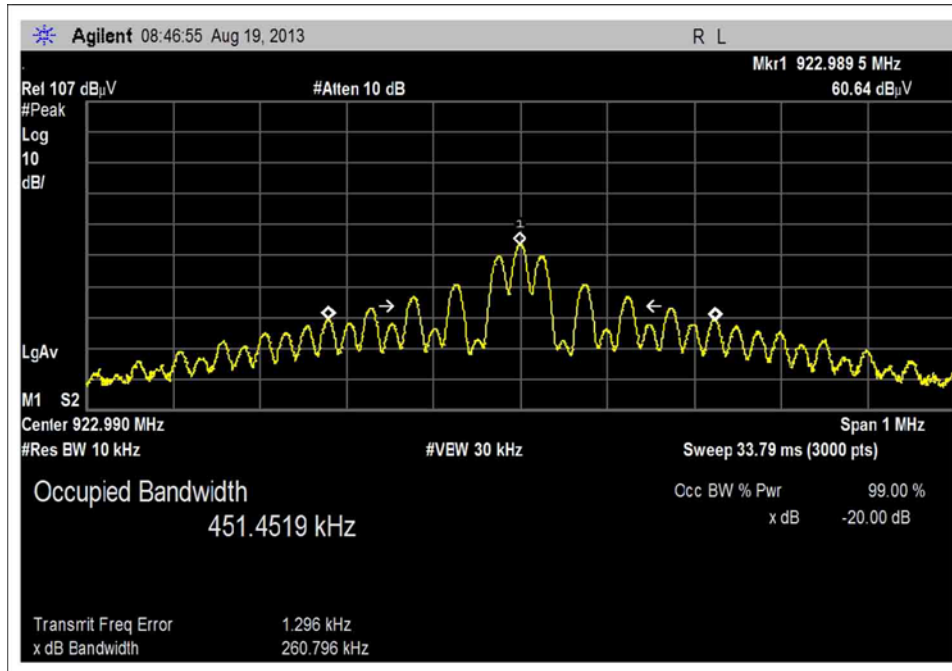 Agilent 08:46:55 Aug 19, 2013 R L
Mkr1 922.989 5 MHz
Rel 107 dBµV #Atten 10 dB 60.64 dBµV
#Peak
Log
10
dB/
1
LgAv
M1 S2
Center 922.990 MHz Span 1 MHz
#Res BW 10 kHz #VBW 30 kHz Sweep 33.79 ms (3000 pts)
Occupied Bandwidth Occ BW % Pwr 99.00 %
451.4519 kHz x dB -20.00 dB
Transmit Freq Error 1.296 kHz
x dB Bandwidth 260.796 kHz